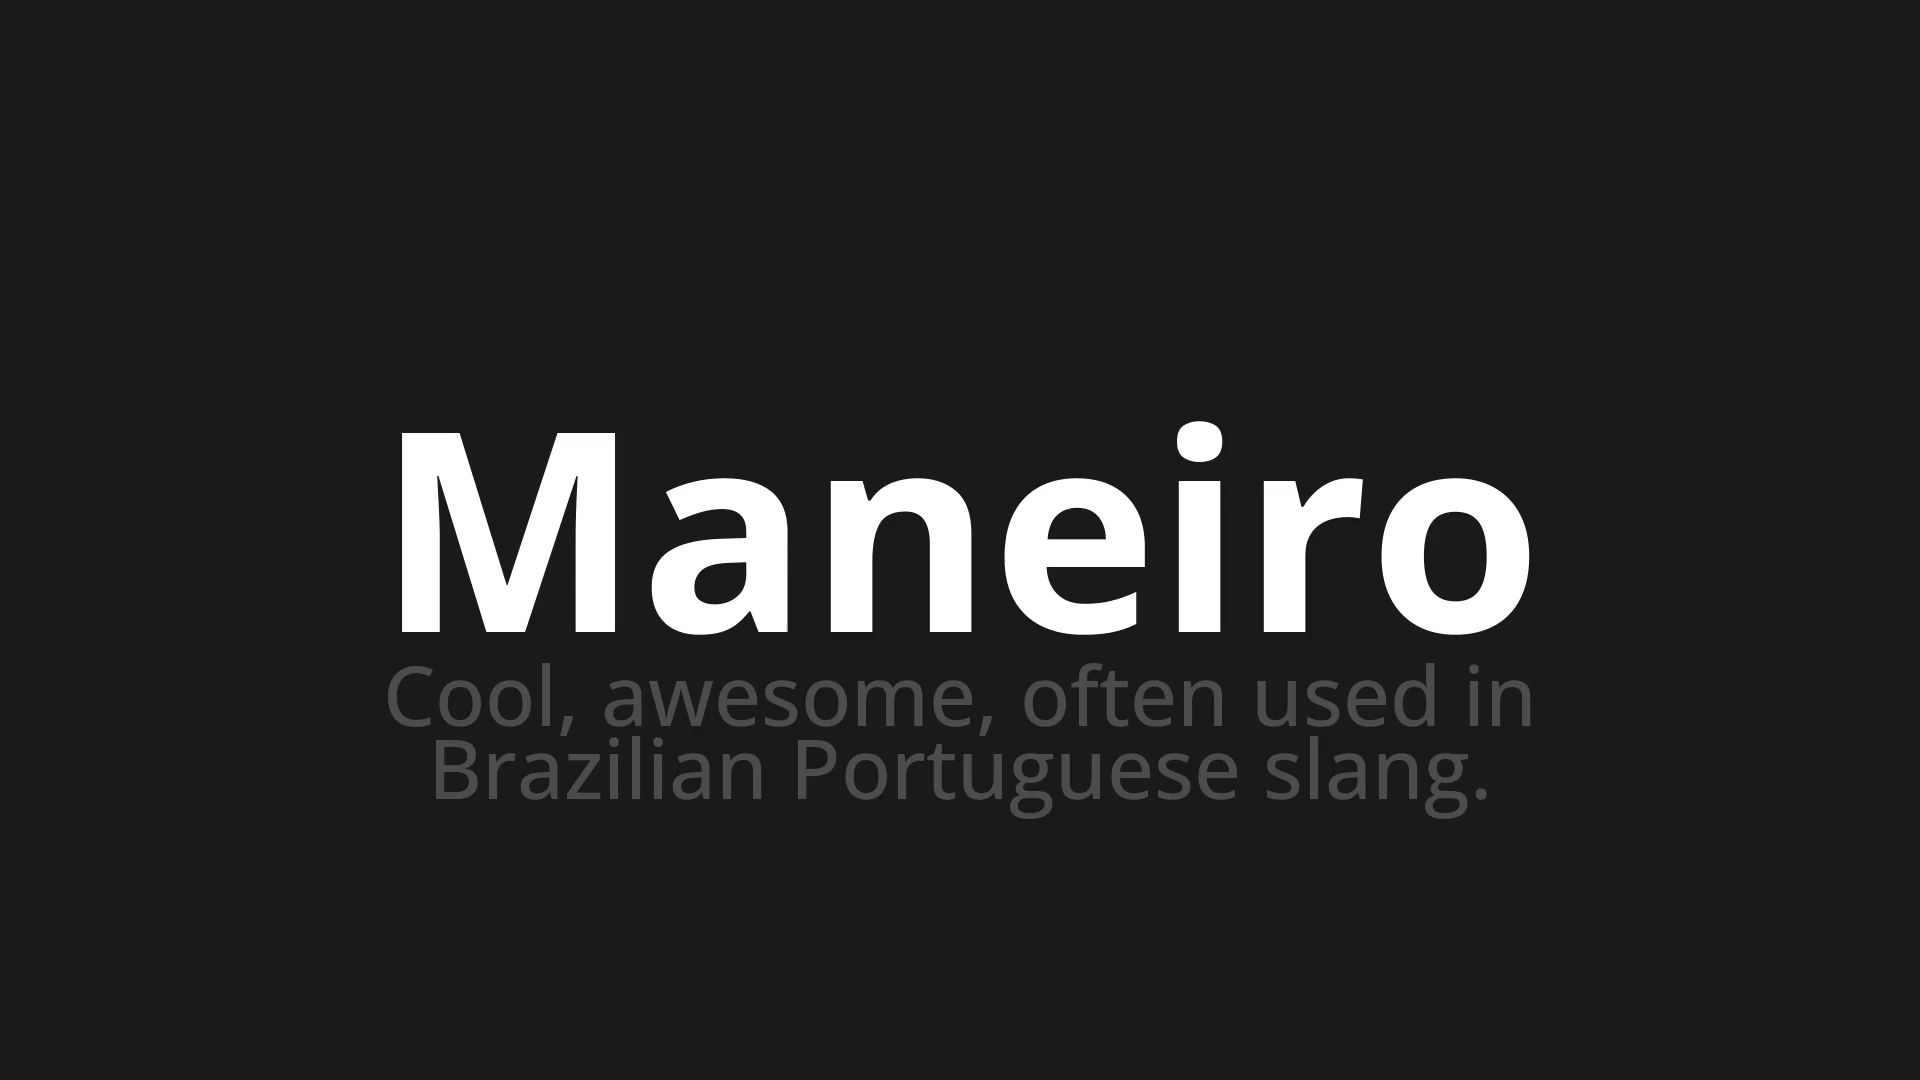 Maneiro
Cool, awesome, often used in
Brazilian Portuguese slang.